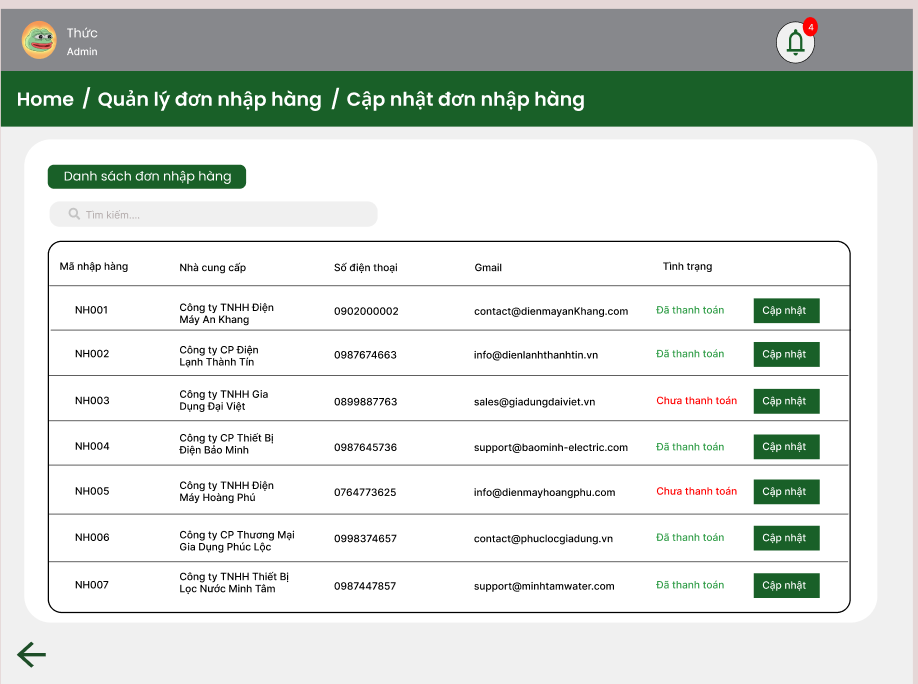 Thức
Admin
4
Home / Quản lý đơn nhập hàng / Cập nhật đơn nhập hàng
Danh sách đơn nhập hàng
Tìm kiếm....
Mã nhập hàng Nhà cung cấp Số điện thoại Gmail Tình trạng
NH001 Công ty TNHH Điện Máy An Khang 0902000002 contact@dienmayanKhang.com Đã thanh toán Cập nhật
NH002 Công ty CP Điện Lạnh Thành Tín 0987674663 info@dienlanhthanhtin.vn Đã thanh toán Cập nhật
NH003 Công ty TNHH Gia Dụng Đại Việt 0899887763 sales@giadungdaiviet.vn Chưa thanh toán Cập nhật
NH004 Công ty CP Thiết Bị Điện Bảo Minh 0987645736 support@baominh-electric.com Đã thanh toán Cập nhật
NH005 Công ty TNHH Điện Máy Hoàng Phú 0764773625 info@dienmayhoangphu.com Chưa thanh toán Cập nhật
NH006 Công ty CP Thương Mại Gia Dụng Phúc Lộc 0998374657 contact@phuclocgiadung.vn Đã thanh toán Cập nhật
NH007 Công ty TNHH Thiết Bị Lọc Nước Minh Tâm 0987447857 support@minhtamwater.com Đã thanh toán Cập nhật